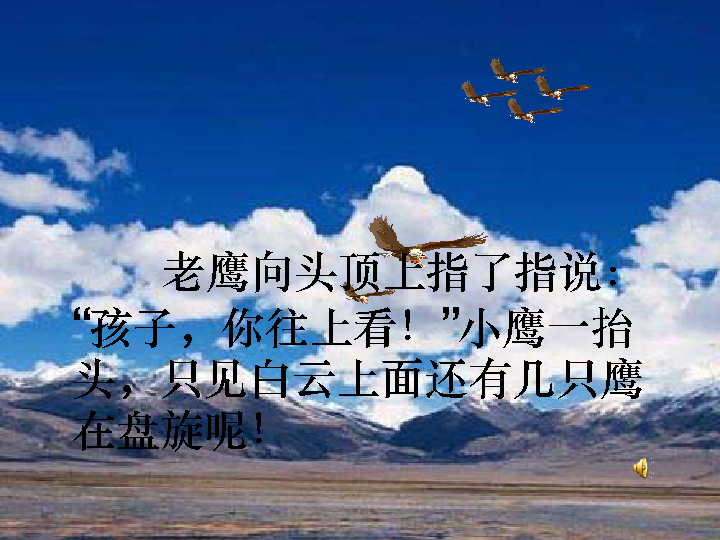 老鹰向头顶上指了指说：
“孩子，你往上看！”小鹰一抬
头，只见白云上面还有几只鹰
在盘旋呢！